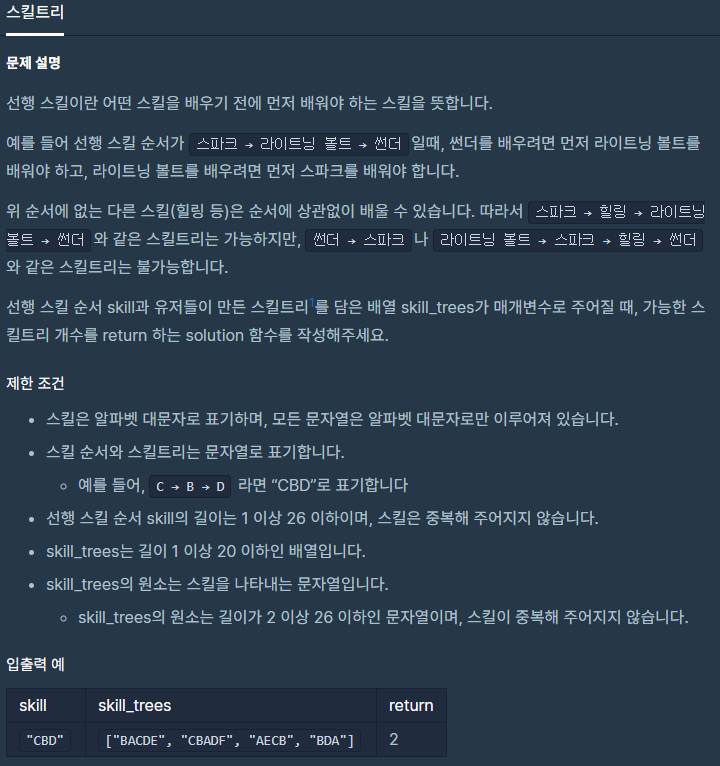 스킬트리
문제 설명
선행 스킬이란 어떤 스킬을 배우기 전에 먼저 배워야 하는 스킬을 뜻합니다.
예를 들어 선행 스킬 순서가 스파크 → 라이트닝 볼트 → 썬더 일때, 썬더를 배우려면 먼저 라이트닝 볼트를
배워야 하고, 라이트닝 볼트를 배우려면 먼저 스파크를 배워야 합니다.
위 순서에 없는 다른 스킬(힐링 등)은 순서에 상관없이 배울 수 있습니다. 따라서 스파크 → 힐링 → 라이트닝
볼트 → 썬더 와 같은 스킬트리는 가능하지만, 썬더 → 스파크 나 라이트닝 볼트 → 스파크 → 힐링 → 썬더
와 같은 스킬트리는 불가능합니다.
선행 스킬 순서 skill과 유저들이 만든 스킬트리1를 담은 배열 skill_trees가 매개변수로 주어질 때, 가능한 스
킬트리 개수를 return 하는 solution 함수를 작성해주세요.
제한 조건
• 스킬은 알파벳 대문자로 표기하며, 모든 문자열은 알파벳 대문자로만 이루어져 있습니다.
• 스킬 순서와 스킬트리는 문자열로 표기합니다.
◦ 예를 들어, C → B → D 라면 “CBD”로 표기합니다
• 선행 스킬 순서 skill의 길이는 1 이상 26 이하이며, 스킬은 중복해 주어지지 않습니다.
• skill_trees는 길이 1 이상 20 이하인 배열입니다.
• skill_trees의 원소는 스킬을 나타내는 문자열입니다.
◦ skill_trees의 원소는 길이가 2 이상 26 이하인 문자열이며, 스킬이 중복해 주어지지 않습니다.
입출력 예
skill skill_trees return
"CBD" ["BACDE", "CBADF", "AECB", "BDA"] 2